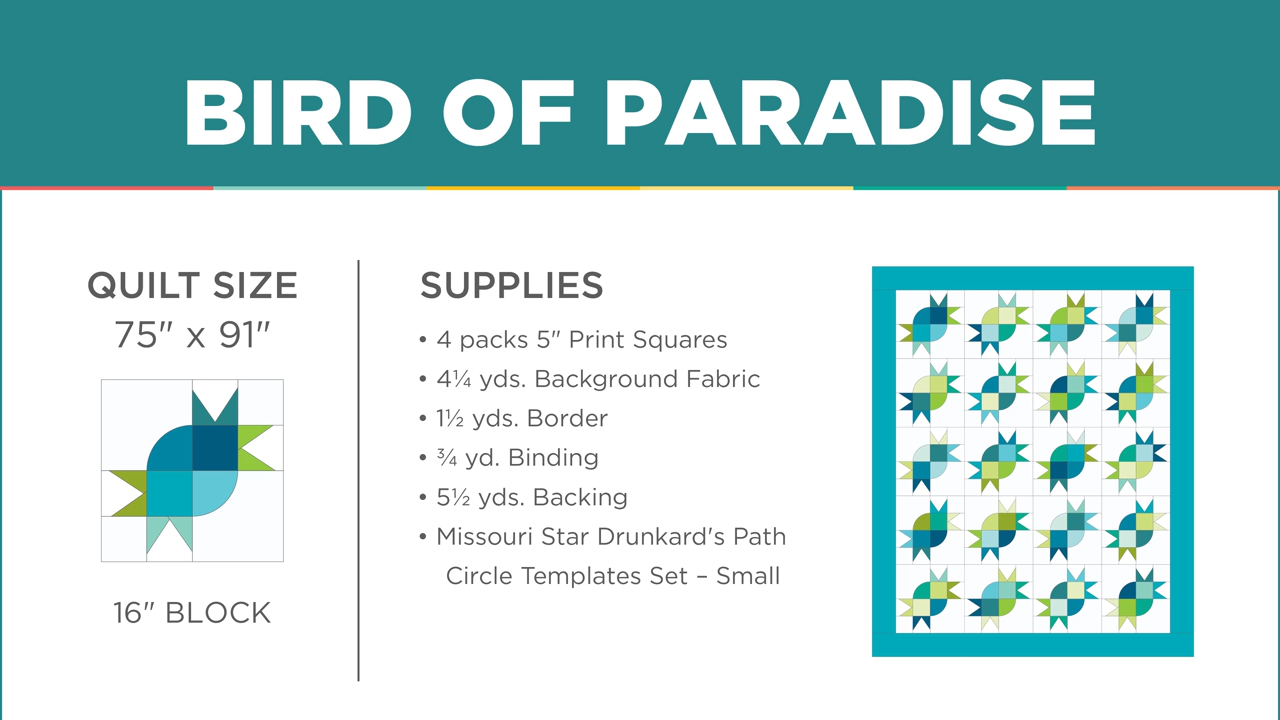 BIRD OF PARADISE
QUILT SIZE
75" x 91"
16" BLOCK
SUPPLIES
• 4 packs 5" Print Squares
• 4¼ yds. Background Fabric
• 1½ yds. Border
• ¾ yd. Binding
• 5½ yds. Backing
• Missouri Star Drunkard's Path
Circle Templates Set – Small